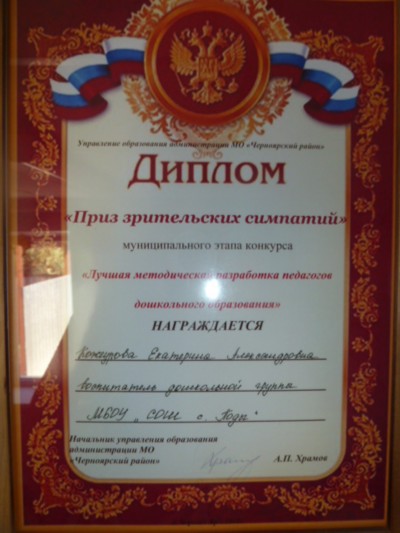 Управление образования администрации МО «Черноярский район»
Диплом
«Приз зрительских симпатий»
муниципального этапа конкурса
«Лучшая методическая разработка педагогов
дошкольного образования»
НАГРАЖДАЕТСЯ
Екатерина Александровна
воспитатель дошкольной группы
МБОУ „СОШ с. Поды"
Начальник управления образования
администрации МО
«Черноярский район» А.П. Храмов